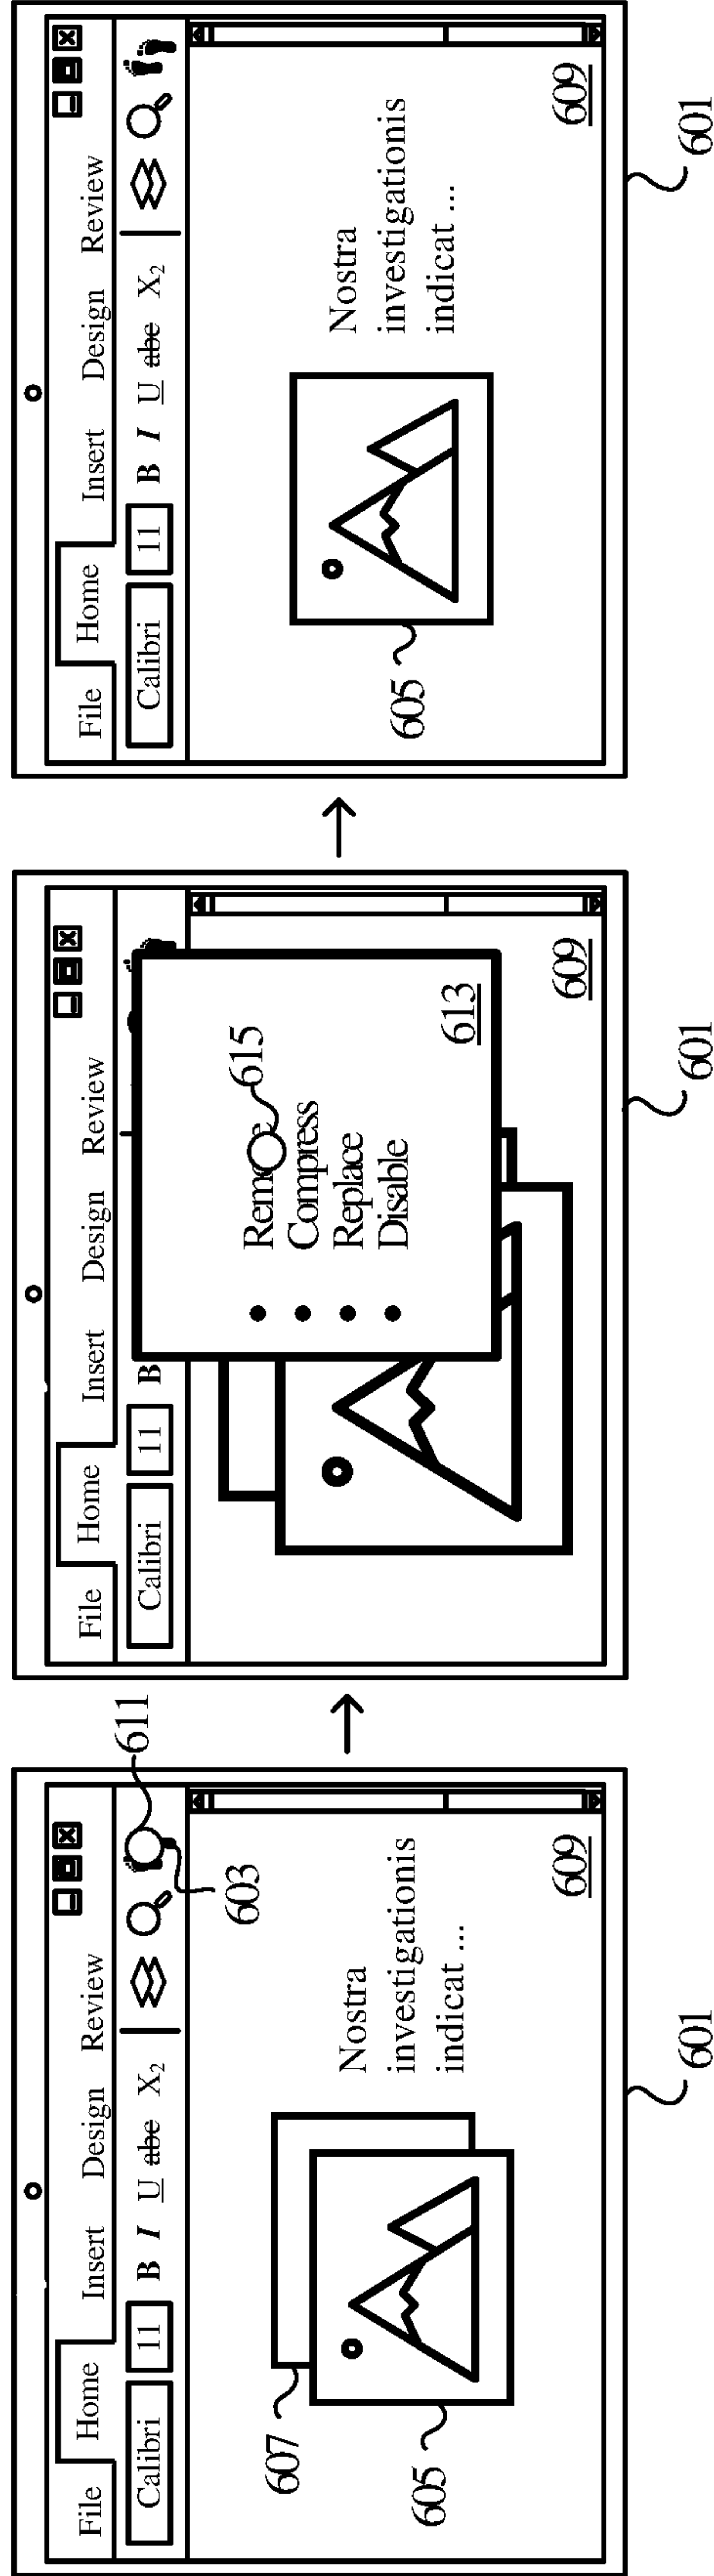 File Home Insert Design Review
Calibri 11 B I U abc X2
611
603
607
605
Nostra
investigationis
indicat ...
609
601
File Home Insert Design Review
Calibri 11 B
615
Compress
Replace
Disable
613
609
601
File Home Insert Design Review
Calibri 11 B I U abc X2
605
Nostra
investigationis
indicat ...
609
601